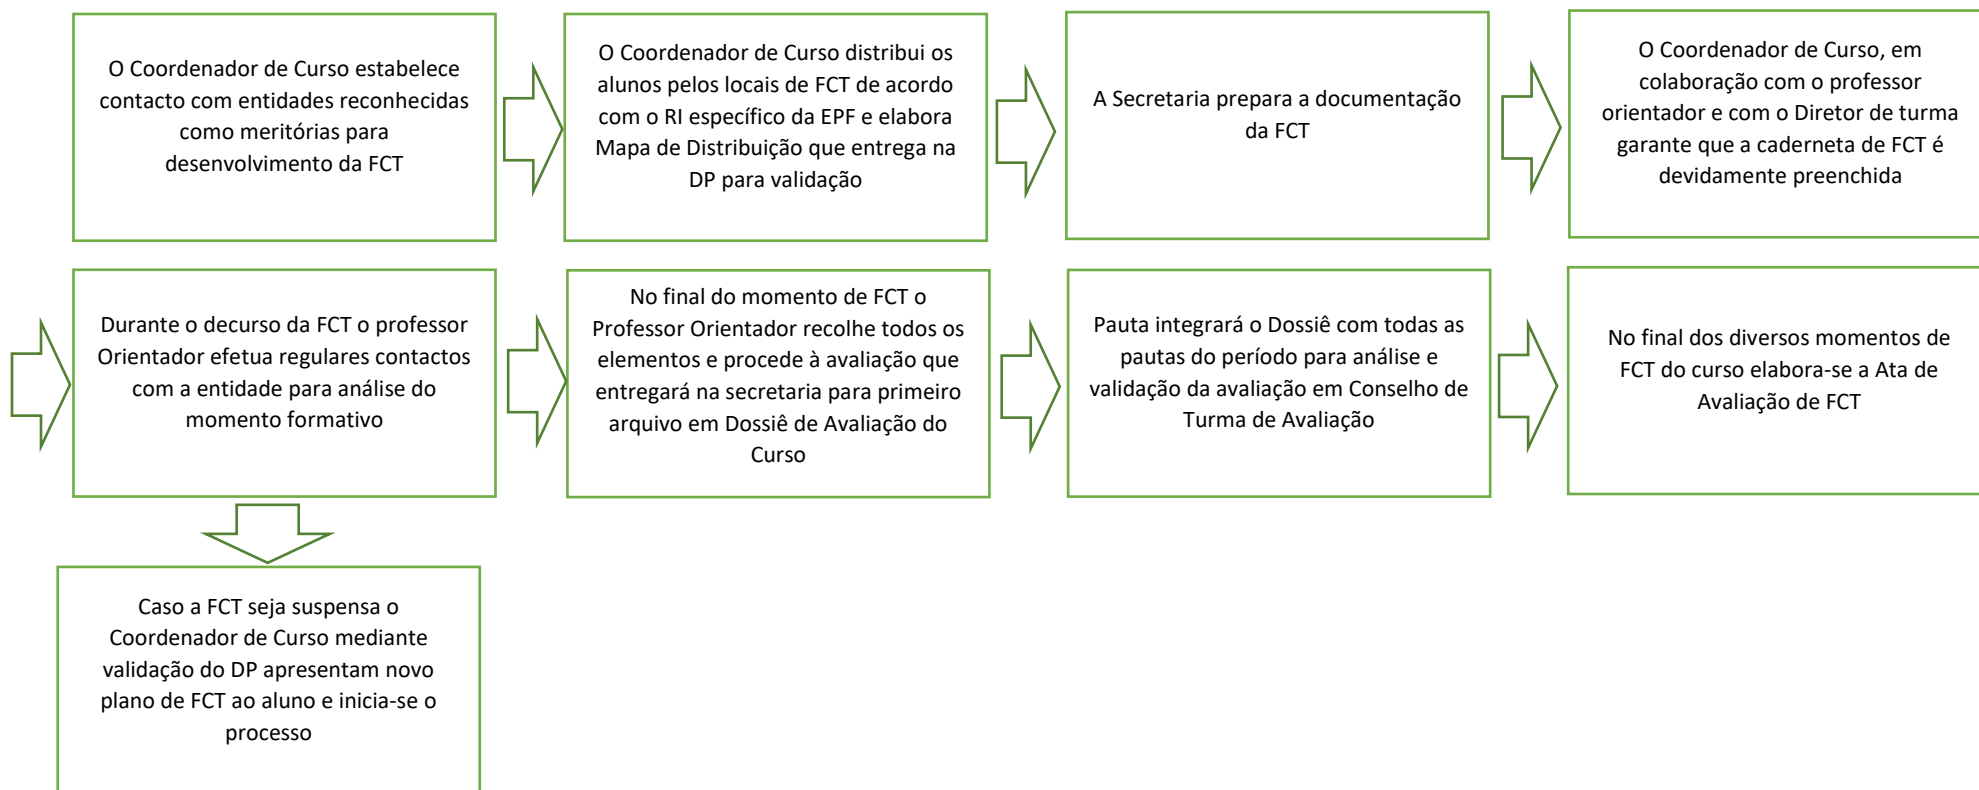 O Coordenador de Curso estabelece
contacto com entidades reconhecidas
como meritórias para
desenvolvimento da FCT
O Coordenador de Curso distribui os
alunos pelos locais de FCT de acordo
com o RI específico da EPF e elabora
Mapa de Distribuição que entrega na
DP para validação
A Secretaria prepara a documentação
da FCT
O Coordenador de Curso, em
colaboração com o professor
orientador e com o Diretor de turma
garante que a caderneta de FCT é
devidamente preenchida
Durante o decurso da FCT o professor
Orientador efetua regulares contactos
com a entidade para análise do
momento formativo
No final do momento de FCT o
Professor Orientador recolhe todos os
elementos e procede à avaliação que
entregará na secretaria para primeiro
arquivo em Dossiê de Avaliação do
Curso
Pauta integrará o Dossiê com todas as
pautas do período para análise e
validação da avaliação em Conselho de
Turma de Avaliação
No final dos diversos momentos de
FCT do curso elabora-se a Ata de
Avaliação de FCT
Caso a FCT seja suspensa o
Coordenador de Curso mediante
validação do DP apresentam novo
plano de FCT ao aluno e inicia-se o
processo